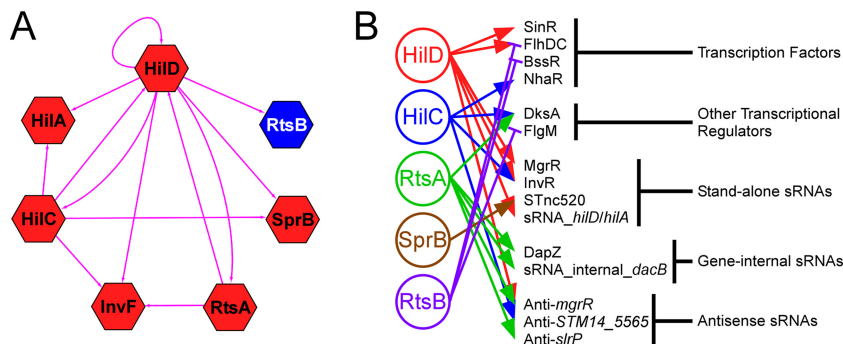 A
HilD
HilA
RtsB
HilC
SprB
InvF
RtsA
B
HilD
HilC
RtsA
SprB
RtsB
SinR
FlhDC
BssR
NhaR
Transcription Factors
DksA
FlgM
Other Transcriptional
Regulators
MgrR
InvR
STnc520
sRNA_hilD/hilA
Stand-alone sRNAs
DapZ
sRNA_internal_dacB
Gene-internal sRNAs
Anti-mgrR
Anti-STM14_5565
Anti-slrP
Antisense sRNAs